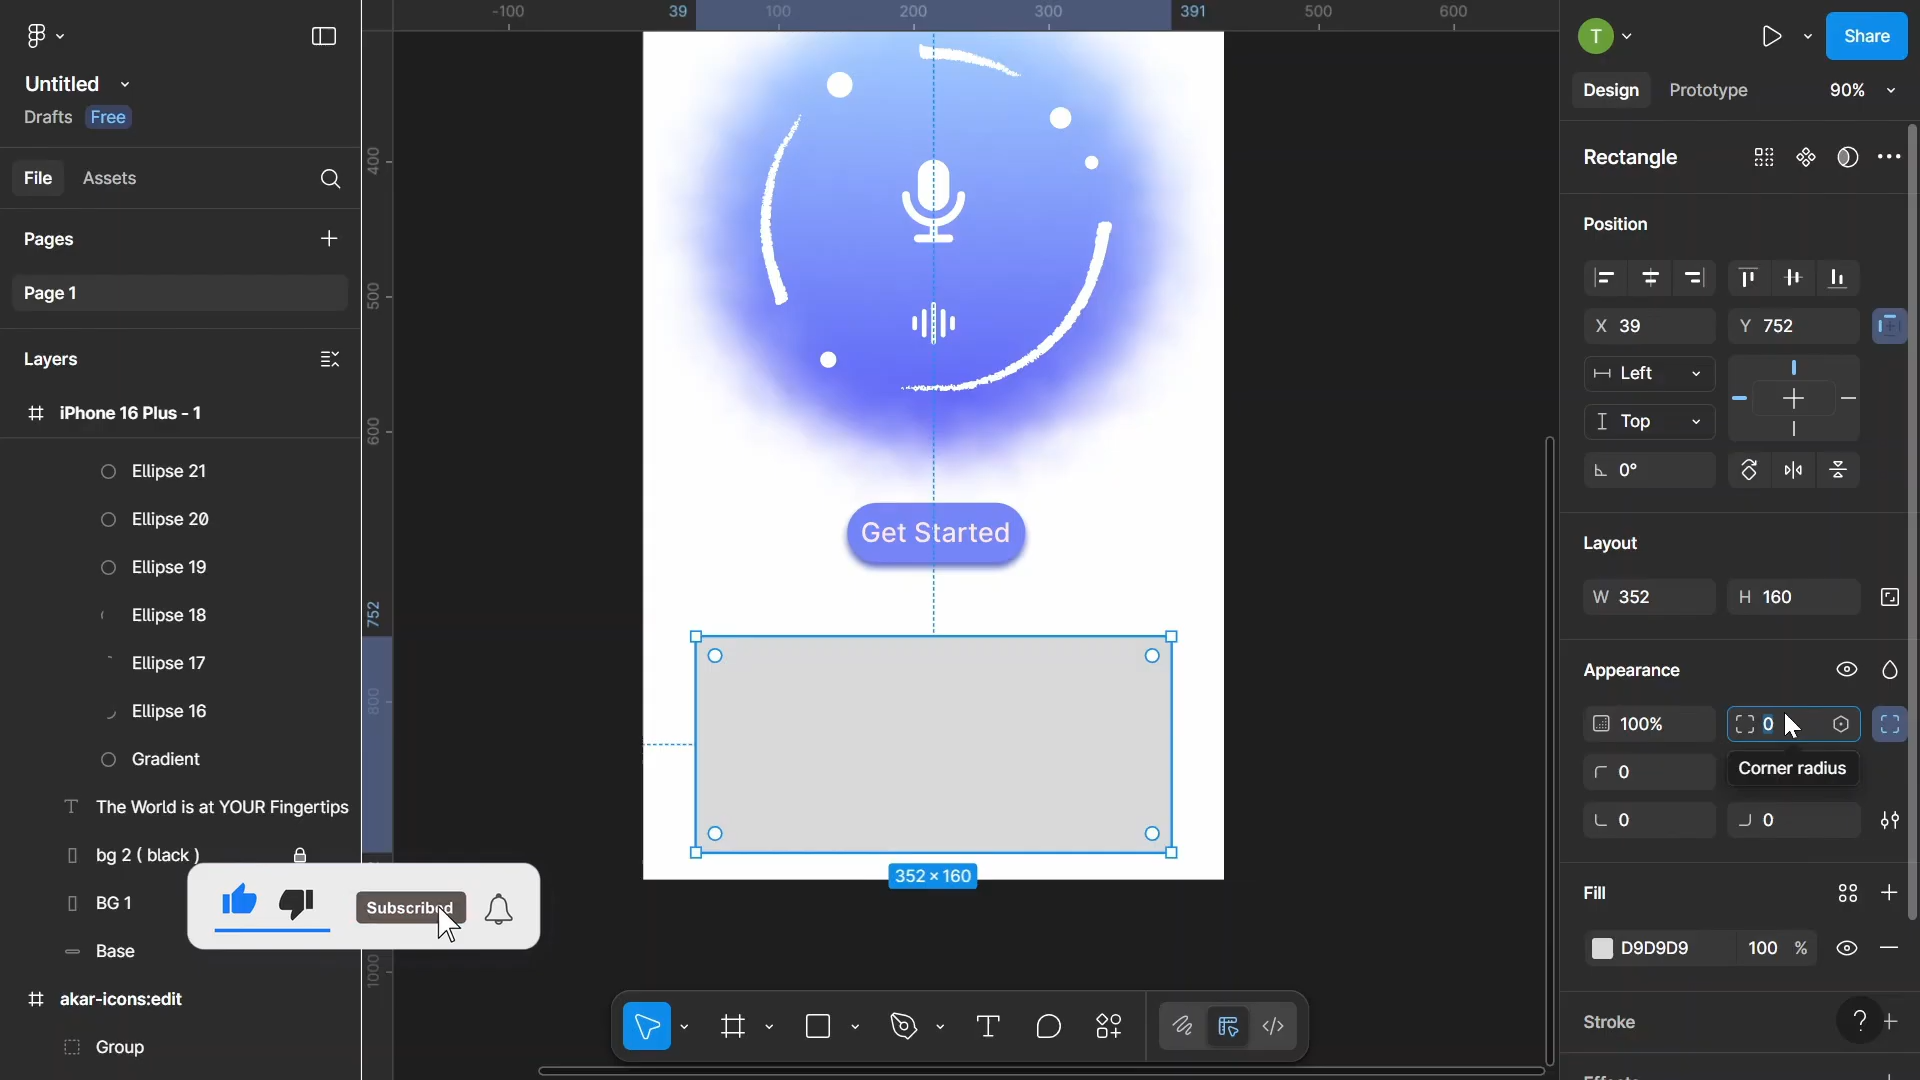 -100
39
100
200
300
391
500
600
Untitled
Drafts
Free
File
Assets
Pages
Page 1
Layers
iPhone 16 Plus - 1
Ellipse 21
Ellipse 20
Ellipse 19
Ellipse 18
Ellipse 17
Ellipse 16
Gradient
The World is at YOUR Fingertips
bg 2 ( black )
BG 1
Base
akar-icons:edit
Group
400
500
600
752
800
1000
Get Started
352 × 160
Subscribed
T
Share
Design
Prototype
90%
Rectangle
Position
X 39
Y 752
Left
Top
0°
Layout
W 352
H 160
Appearance
100%
0
0
Corner radius
0
0
Fill
D9D9D9
100 %
Stroke
?